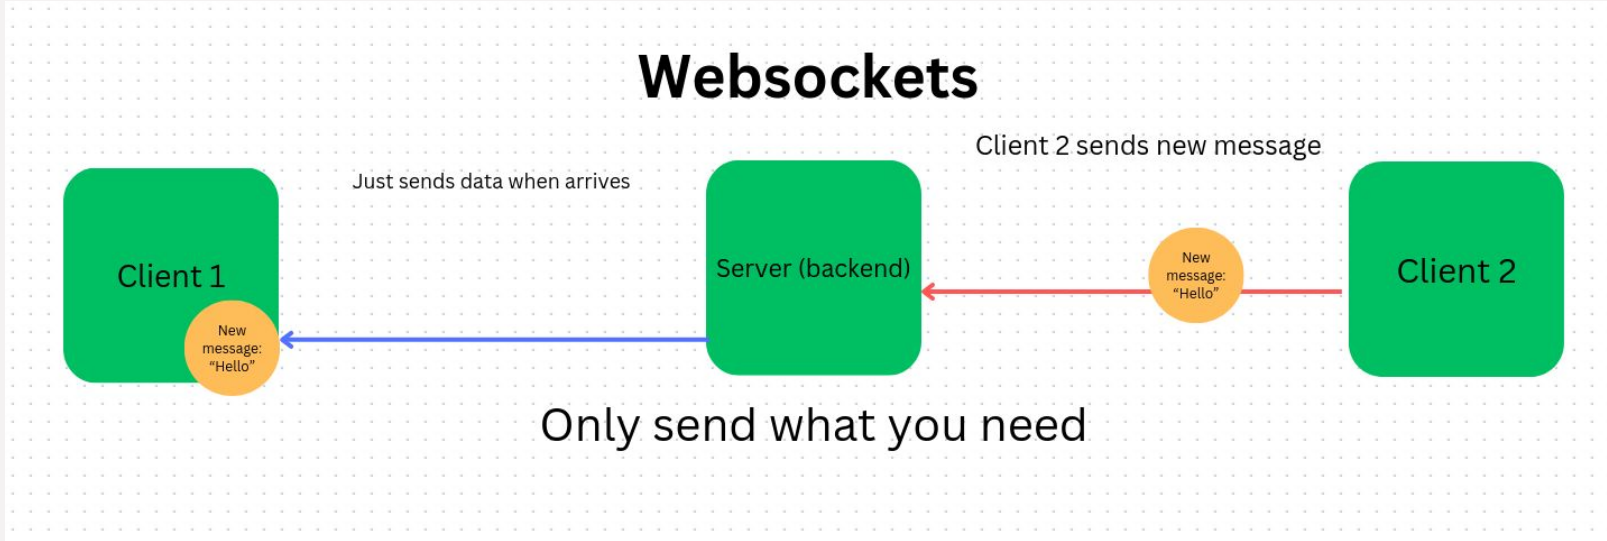 Websockets
Client 2 sends new message
Just sends data when arrives
Client 1
New
message:
“Hello”
Server (backend)
New
message:
“Hello”
Client 2
Only send what you need